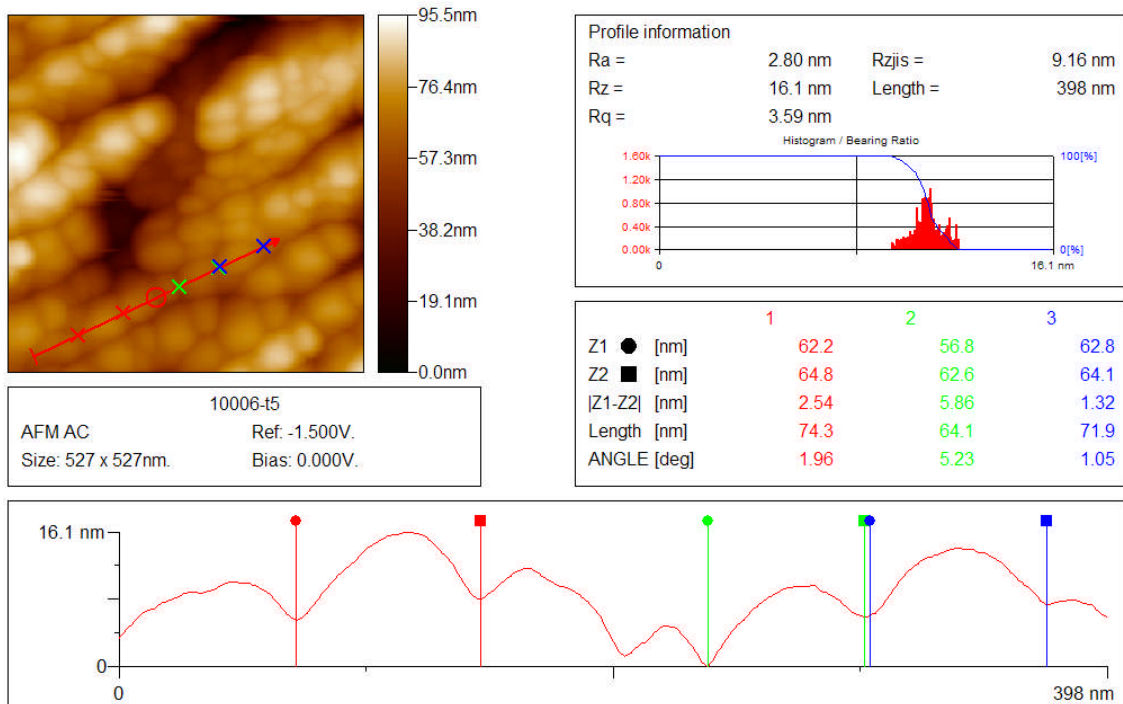 95.5nm
76.4nm
57.3nm
38.2nm
19.1nm
0.0nm
Profile information
Ra = 2.80 nm Rzjis = 9.16 nm
Rz = 16.1 nm Length = 398 nm
Rq = 3.59 nm
Histogram / Bearing Ratio
1.60k 100[%]
1.20k
0.80k
0.40k
0.00k 0[%]
0 16.1 nm
10006-t5
AFM AC Ref: -1.500V.
Size: 527 x 527nm. Bias: 0.000V.
1 2 3
Z1 [nm] 62.2 56.8 62.8
Z2 [nm] 64.8 62.6 64.1
|Z1-Z2| [nm] 2.54 5.86 1.32
Length [nm] 74.3 64.1 71.9
ANGLE [deg] 1.96 5.23 1.05
16.1 nm
0
0 398 nm